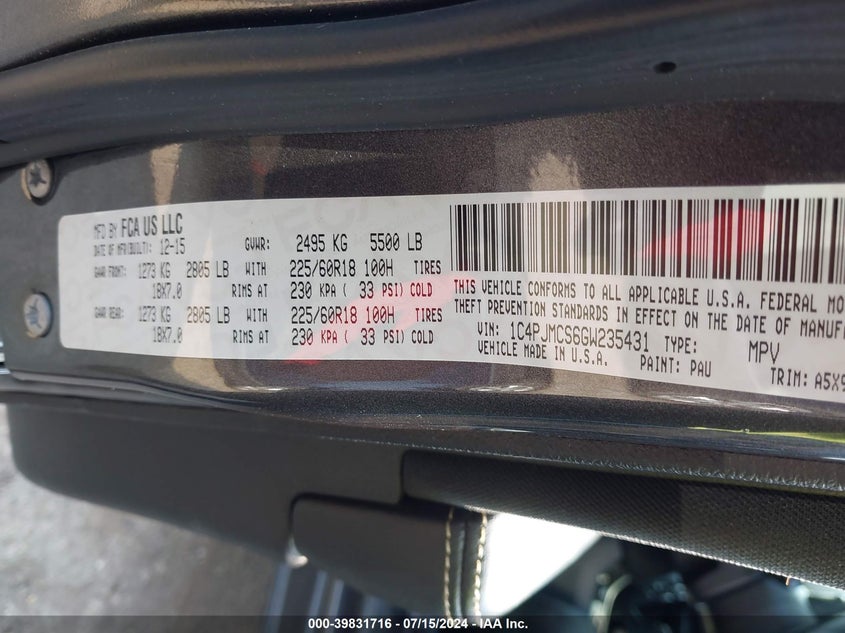 MFD BY FCA US LLC
DATE OF MFD(BUILT): 12-15 GVWR: 2495 KG 5500 LB
GAWR FRONT: 1273 KG 2805 LB WITH 225/60R18 100H TIRES
18X7.0 RIMS AT 230 KPA ( 33 PSI) COLD
GAWR REAR: 1273 KG 2805 LB WITH 225/60R18 100H TIRES
18X7.0 RIMS AT 230 KPA ( 33 PSI) COLD
THIS VEHICLE CONFORMS TO ALL APPLICABLE U.S.A. FEDERAL MO
THEFT PREVENTION STANDARDS IN EFFECT ON THE DATE OF MANUF
VIN: 1C4PJMCS6GW235431 TYPE: MPV
VEHICLE MADE IN U.S.A. PAINT: PAU TRIM: A5X9
000-39831716 - 07/15/2024 - IAA Inc.